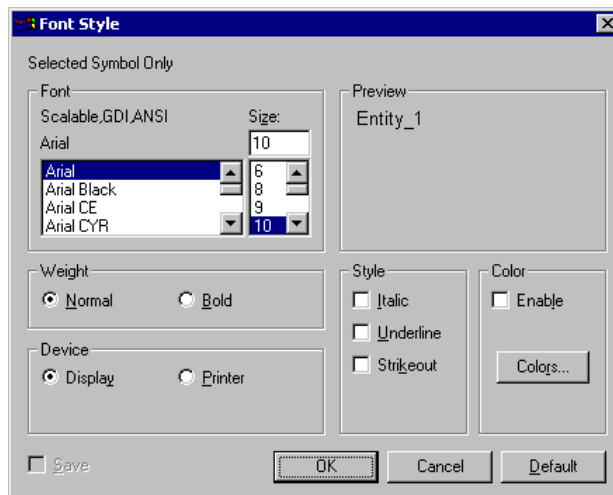 Font Style
Selected Symbol Only
Font
Scalable,GDI,ANSI
Size:
Arial
10
Arial
Arial Black
Arial CE
Arial CYR
6
8
9
10
Preview
Entity_1
Weight
Normal
Bold
Style
Italic
Underline
Strikeout
Color
Enable
Colors...
Device
Display
Printer
Save
OK
Cancel
Default